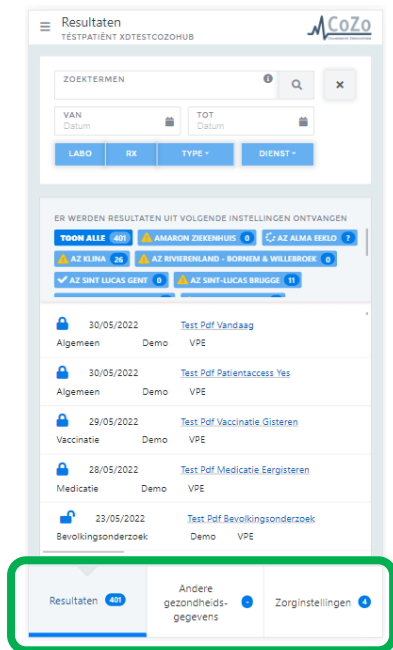 Resultaten
TESTPATIËNT XDTESTCOZOHUB
CoZo
ZOEKTERMEN
VAN
Datum
TOT
Datum
LABO RX TYPE DIENST
ER WERDEN RESULTATEN UIT VOLGENDE INSTELLINGEN ONTVANGEN
TOON ALLE 401 AMARON ZIEKENHUIS 0 AZ ALMA EEKLO ?
AZ KLINA 26 AZ RIVIERENLAND - BORNEM & WILLEBROEK 0
AZ SINT LUCAS GENT 0 AZ SINT-LUCAS BRUGGE 11
30/05/2022 Test Pdf Vandaag
Algemeen Demo VPE
30/05/2022 Test Pdf Patientaccess Yes
Algemeen Demo VPE
29/05/2022 Test Pdf Vaccinatie Gisteren
Vaccinatie Demo VPE
28/05/2022 Test Pdf Medicatie Eergisteren
Medicatie Demo VPE
23/05/2022 Test Pdf Bevolkingsonderzoek
Bevolkingsonderzoek Demo VPE
Resultaten 401
Andere
gezondheids-
gegevens -
Zorginstellingen 4